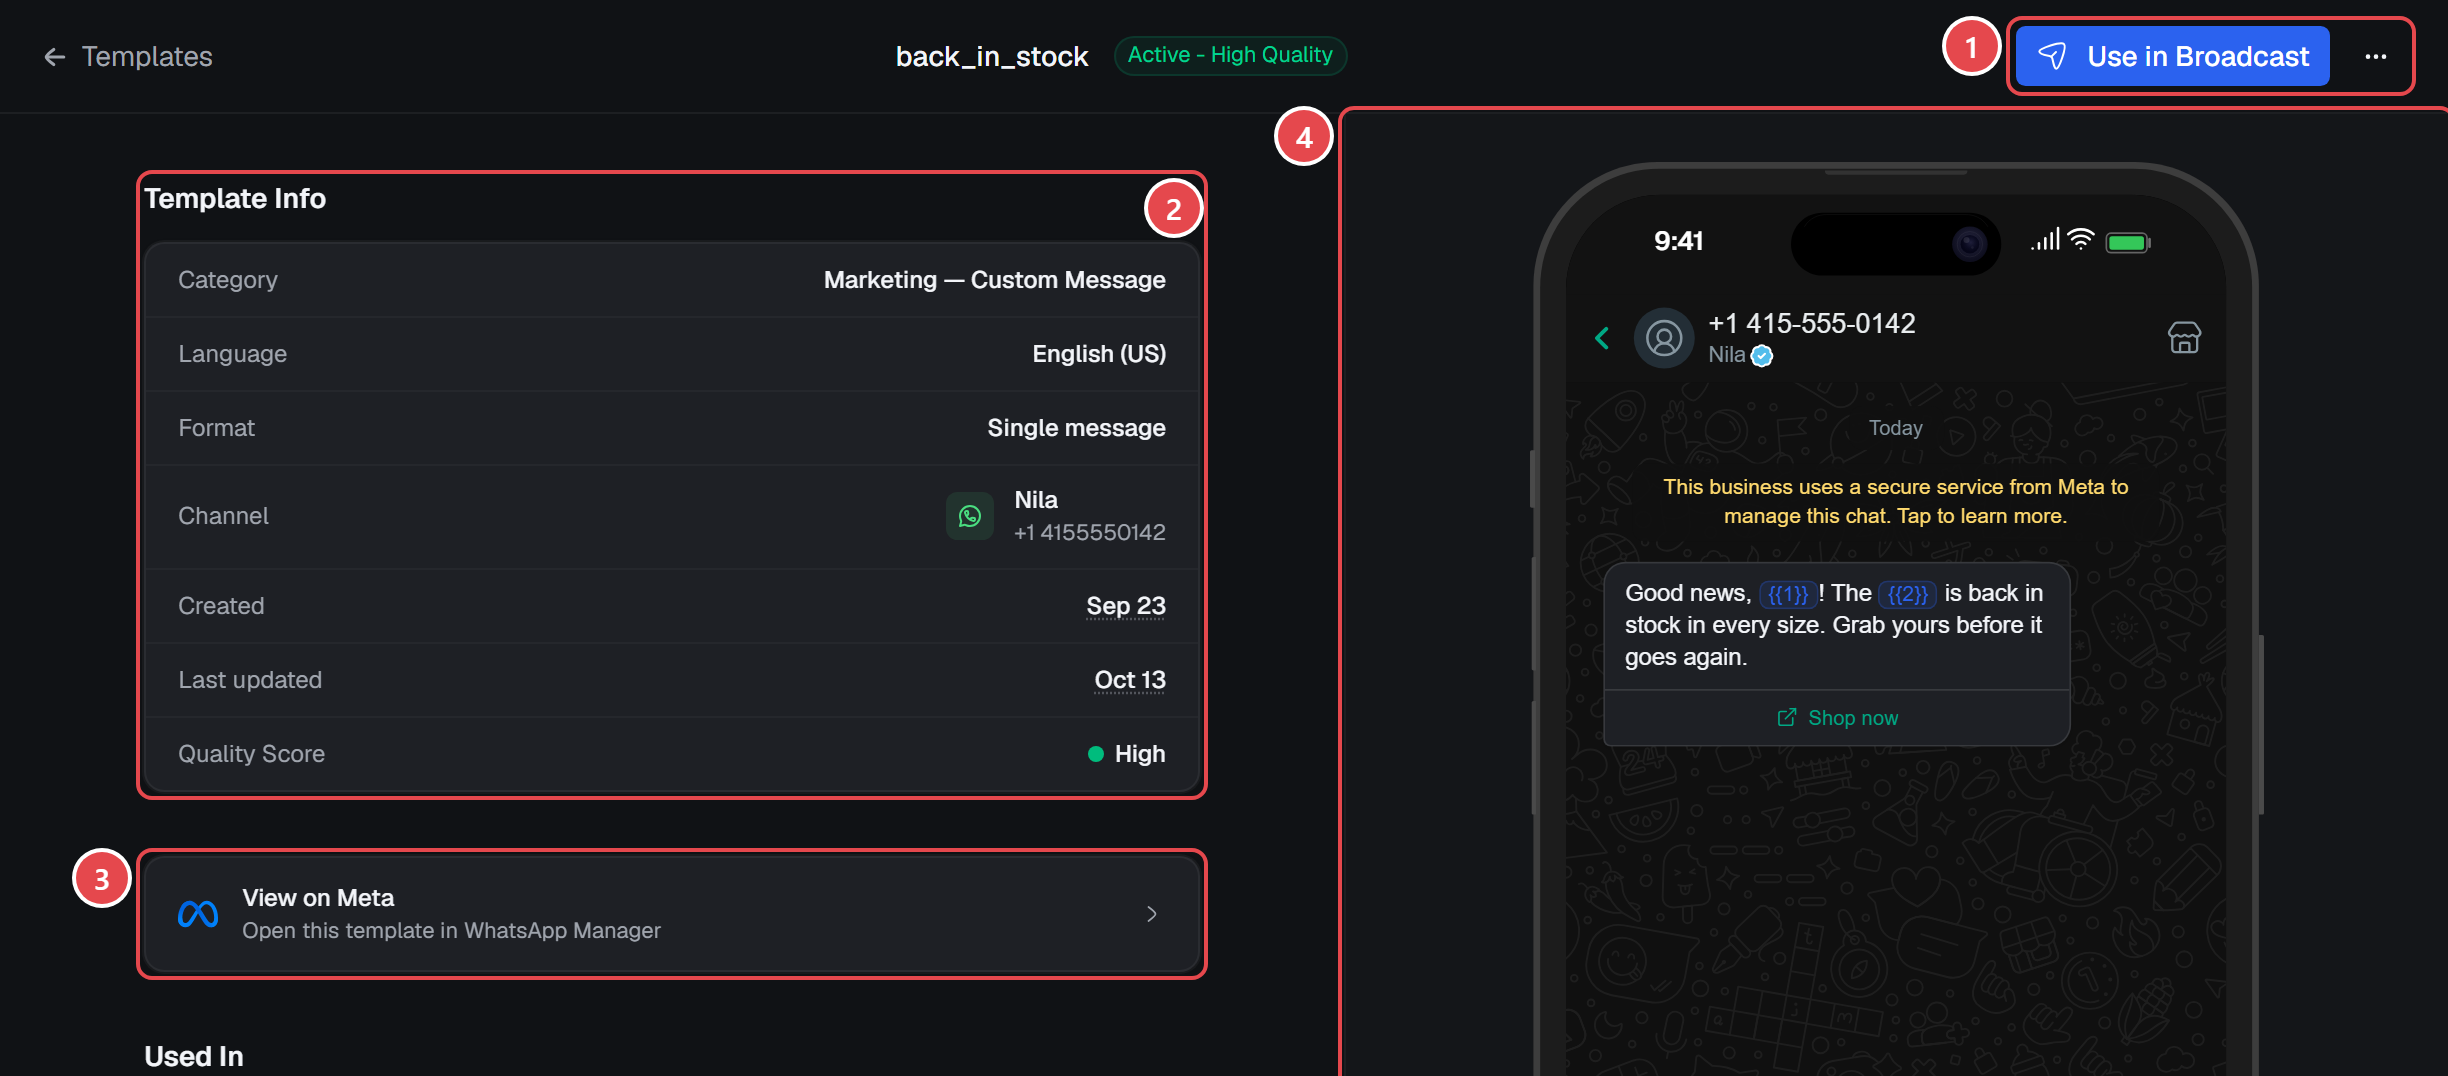 Templates
back_in_stock
Active - High Quality
1
Use in Broadcast
4
Template Info
2
Category
Marketing — Custom Message
Language
English (US)
Format
Single message
Channel
Nila
+1 4155550142
Created
Sep 23
Last updated
Oct 13
Quality Score
High
3
View on Meta
Open this template in WhatsApp Manager
Used In
9:41
+1 415-555-0142
Nila
Today
This business uses a secure service from Meta to
manage this chat. Tap to learn more.
Good news, {{1}}! The {{2}} is back in
stock in every size. Grab yours before it
goes again.
Shop now